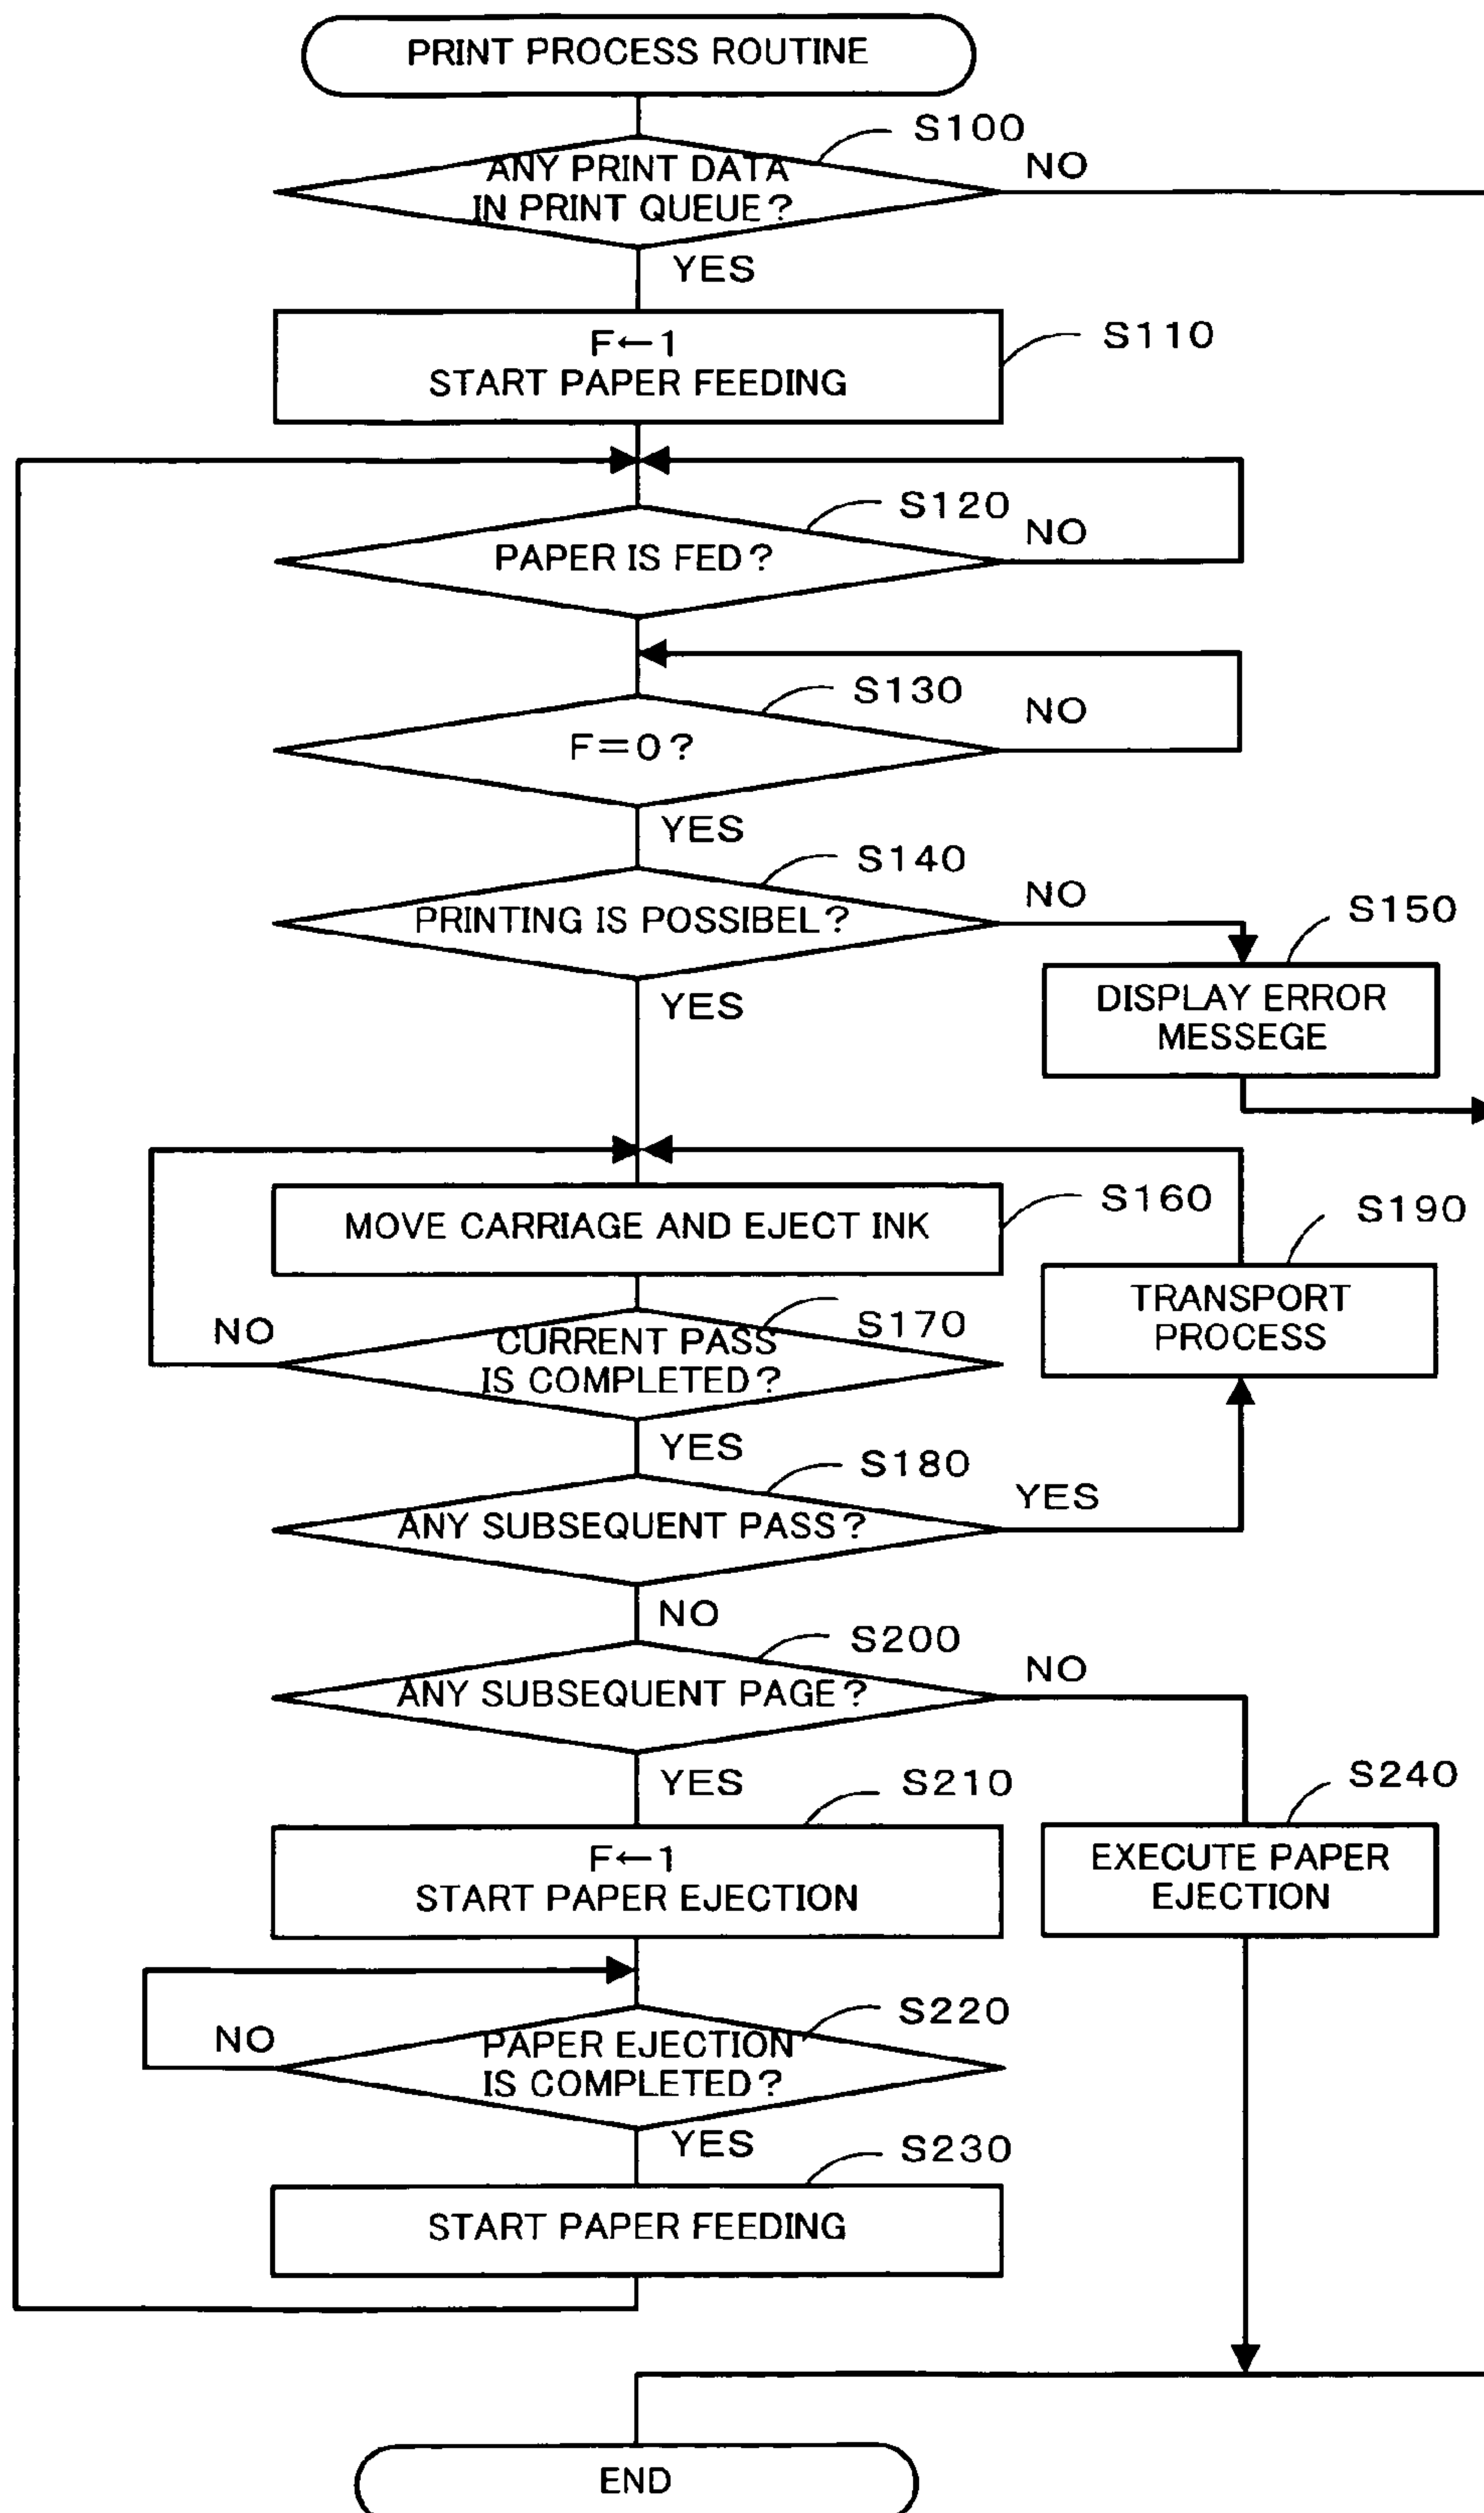 PRINT PROCESS ROUTINE
S100
ANY PRINT DATA
IN PRINT QUEUE?
NO
YES
F←1
START PAPER FEEDING
S110
S120
PAPER IS FED?
NO
S130
F=0?
NO
YES
S140
PRINTING IS POSSIBEL?
NO
YES
S150
DISPLAY ERROR
MESSEGE
MOVE CARRIAGE AND EJECT INK
S160
S190
TRANSPORT
PROCESS
S170
CURRENT PASS
IS COMPLETED?
NO
YES
S180
ANY SUBSEQUENT PASS?
YES
NO
S200
ANY SUBSEQUENT PAGE?
NO
YES
S210
F←1
START PAPER EJECTION
S240
EXECUTE PAPER
EJECTION
S220
PAPER EJECTION
IS COMPLETED?
NO
YES
S230
START PAPER FEEDING
END